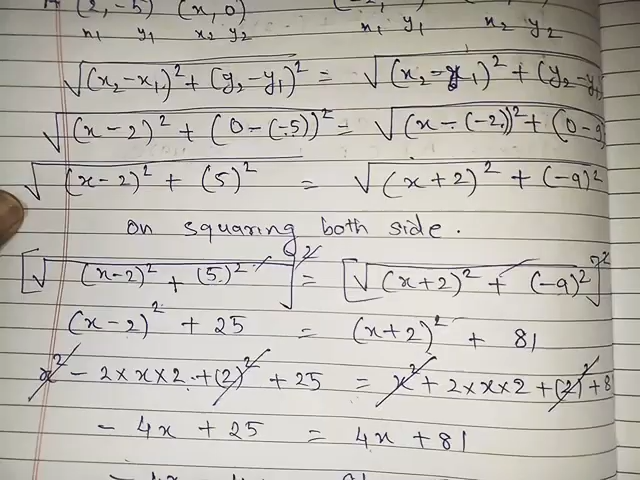 (2, -5) (x, 0)
x₁ y₁ x₂ y₂ x₁ y₁ x₂ y₂
√(x₂-x₁)² + (y₂-y₁)² = √(x₂-x₁)² + (y₂-y₁
√(x-2)² + (0-(-5))² = √(x-(-2))² + (0-9
√(x-2)² + (5)² = √(x+2)² + (-9)²
on squaring both side.
[√(x-2)² + (5)²]² = [√(x+2)² + (-9)²]²
(x-2)² + 25 = (x+2)² + 81
x² - 2×x×2 + (2)² + 25 = x² + 2×x×2 + (2)² + 8
- 4x + 25 = 4x + 81